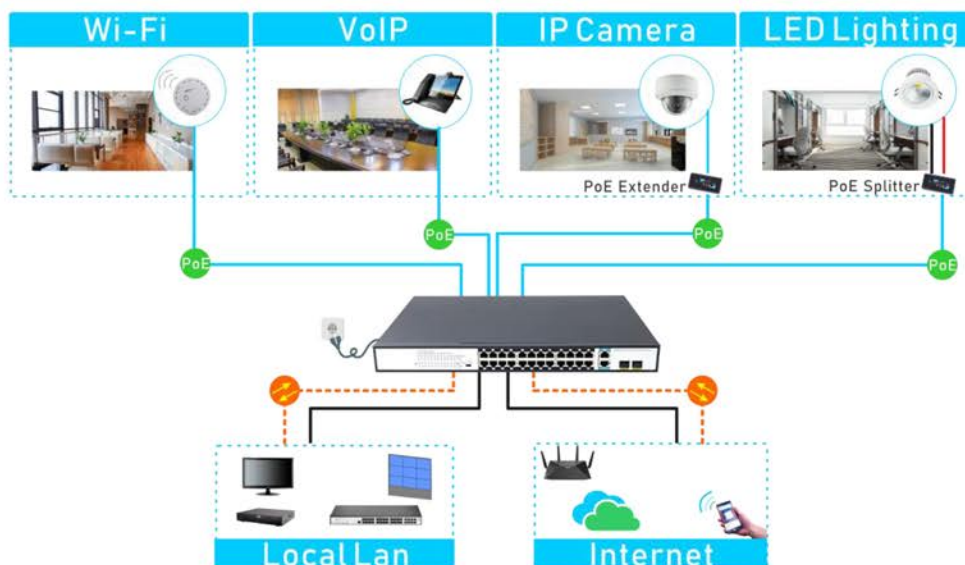 Wi-Fi
VoIP
IP Camera
LED Lighting
PoE Extender
PoE Splitter
PoE
PoE
PoE
PoE
Local Lan
Internet